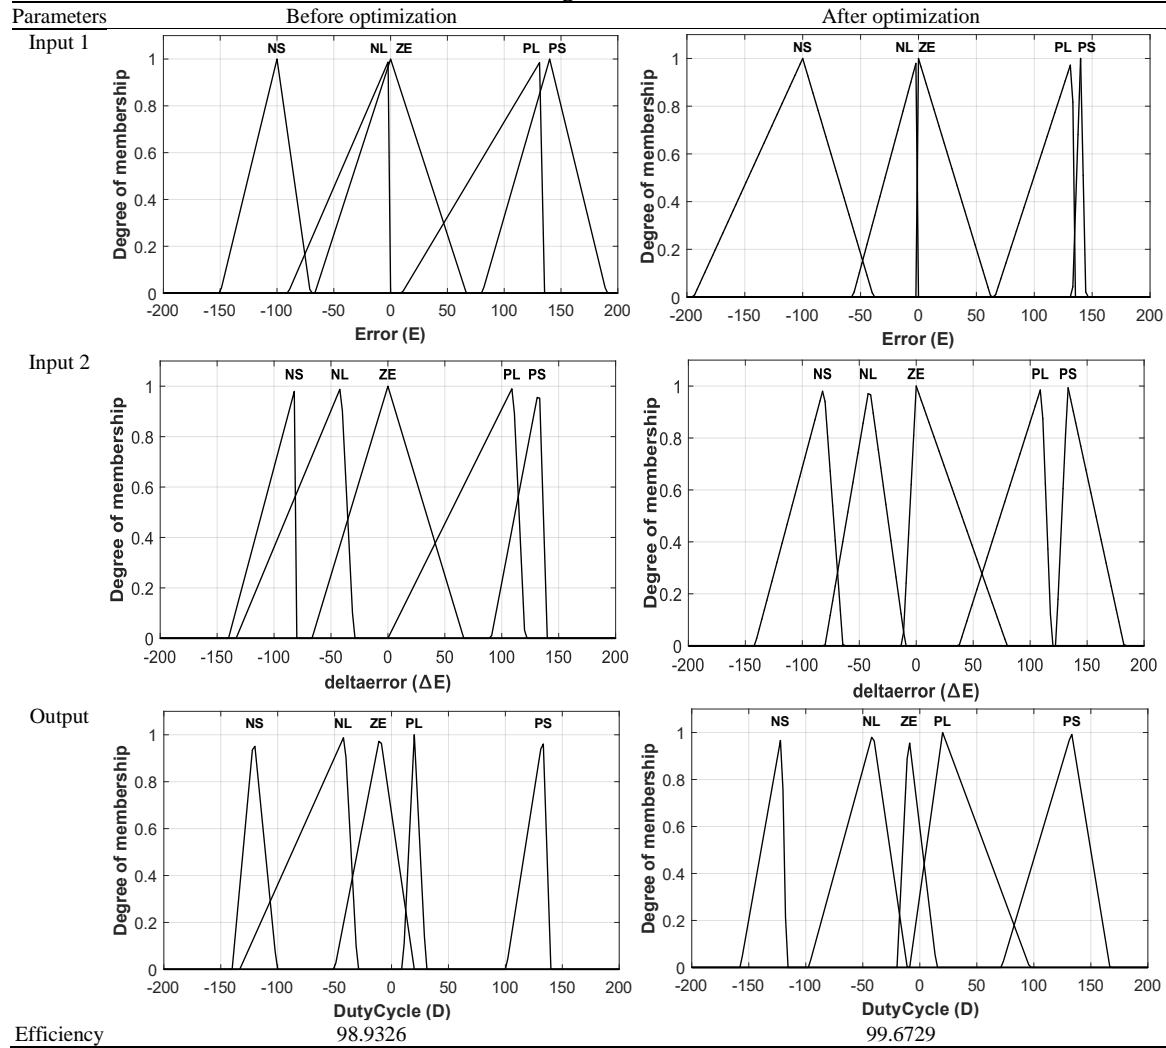 Parameters Before optimization After optimization
Input 1
NS NL ZE PL PS
1
0.8
0.6
0.4
0.2
0
Degree of membership
-200 -150 -100 -50 0 50 100 150 200
Error (E)
NS NL ZE PL PS
1
0.8
0.6
0.4
0.2
0
Degree of membership
-200 -150 -100 -50 0 50 100 150 200
Error (E)
Input 2
NS NL ZE PL PS
1
0.8
0.6
0.4
0.2
0
Degree of membership
-200 -150 -100 -50 0 50 100 150 200
deltaerror (ΔE)
NS NL ZE PL PS
1
0.8
0.6
0.4
0.2
0
Degree of membership
-200 -150 -100 -50 0 50 100 150 200
deltaerror (ΔE)
Output
NS NL ZE PL PS
1
0.8
0.6
0.4
0.2
0
Degree of membership
-200 -150 -100 -50 0 50 100 150 200
DutyCycle (D)
NS NL ZE PL PS
1
0.8
0.6
0.4
0.2
0
Degree of membership
-200 -150 -100 -50 0 50 100 150 200
DutyCycle (D)
Efficiency 98.9326 99.6729